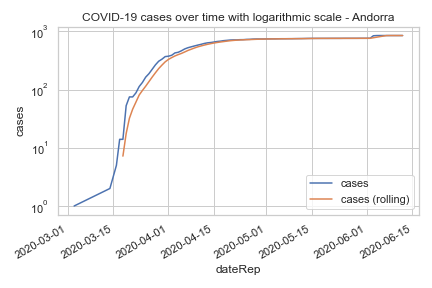 COVID-19 cases over time with logarithmic scale - Andorra
10³
10²
10¹
10⁰
cases
cases
cases (rolling)
2020-03-01
2020-03-15
2020-04-01
2020-04-15
2020-05-01
2020-05-15
2020-06-01
2020-06-15
dateRep